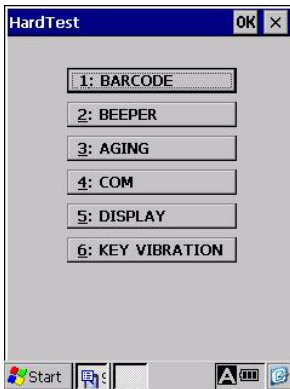 HardTest OK ×
1: BARCODE
2: BEEPER
3: AGING
4: COM
5: DISPLAY
6: KEY VIBRATION
Start A